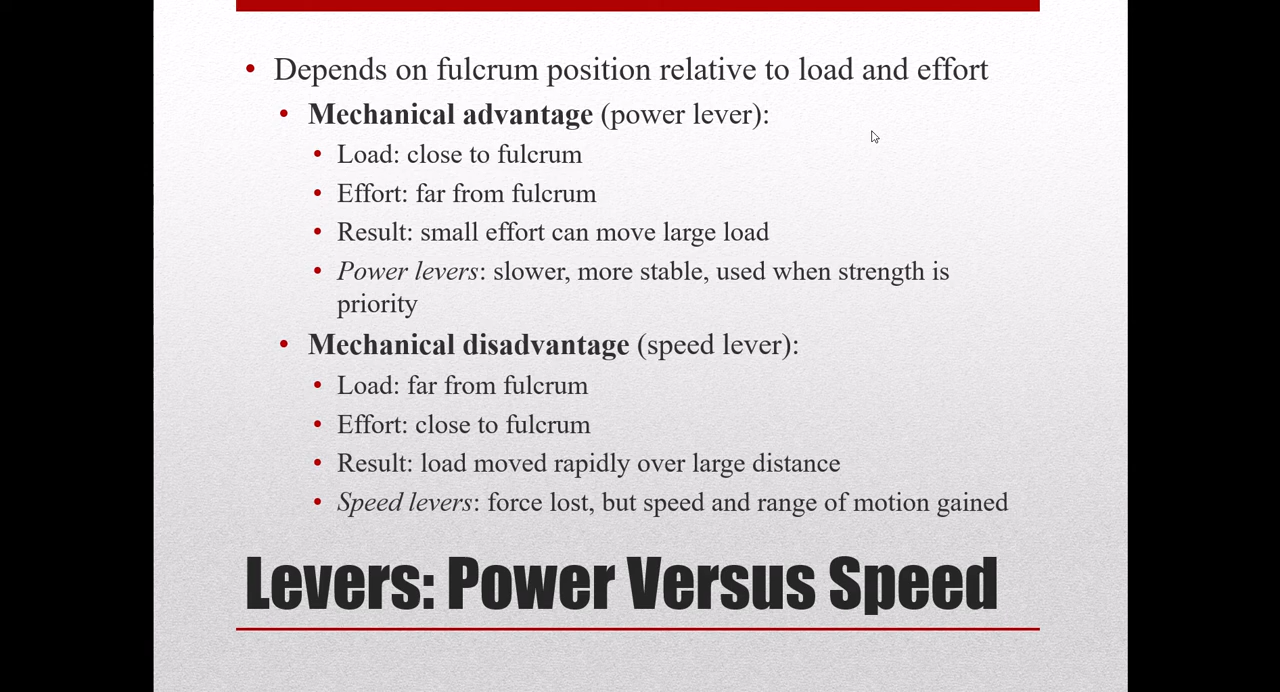 • Depends on fulcrum position relative to load and effort
• Mechanical advantage (power lever):
• Load: close to fulcrum
• Effort: far from fulcrum
• Result: small effort can move large load
• Power levers: slower, more stable, used when strength is
priority
• Mechanical disadvantage (speed lever):
• Load: far from fulcrum
• Effort: close to fulcrum
• Result: load moved rapidly over large distance
• Speed levers: force lost, but speed and range of motion gained
Levers: Power Versus Speed